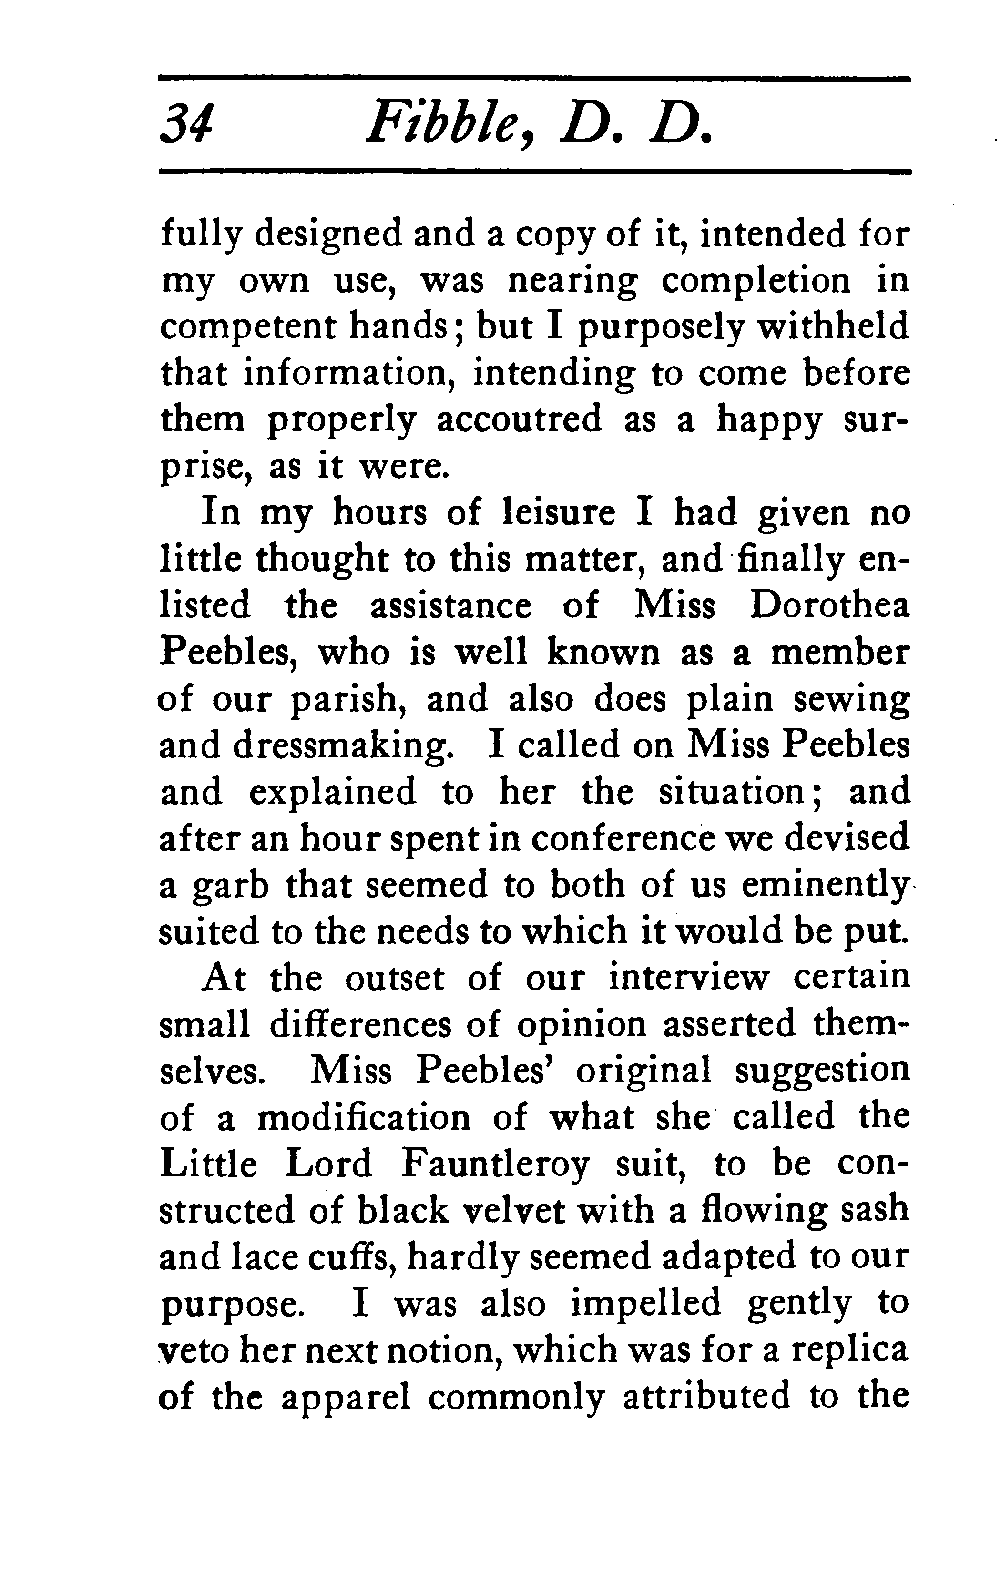 34 Fibble, D. D.
fully designed and a copy of it, intended for
my own use, was nearing completion in
competent hands; but I purposely withheld
that information, intending to come before
them properly accoutred as a happy sur-
prise, as it were.
In my hours of leisure I had given no
little thought to this matter, and finally en-
listed the assistance of Miss Dorothea
Peebles, who is well known as a member
of our parish, and also does plain sewing
and dressmaking. I called on Miss Peebles
and explained to her the situation; and
after an hour spent in conference we devised
a garb that seemed to both of us eminently
suited to the needs to which it would be put.
At the outset of our interview certain
small differences of opinion asserted them-
selves. Miss Peebles' original suggestion
of a modification of what she called the
Little Lord Fauntleroy suit, to be con-
structed of black velvet with a flowing sash
and lace cuffs, hardly seemed adapted to our
purpose. I was also impelled gently to
veto her next notion, which was for a replica
of the apparel commonly attributed to the